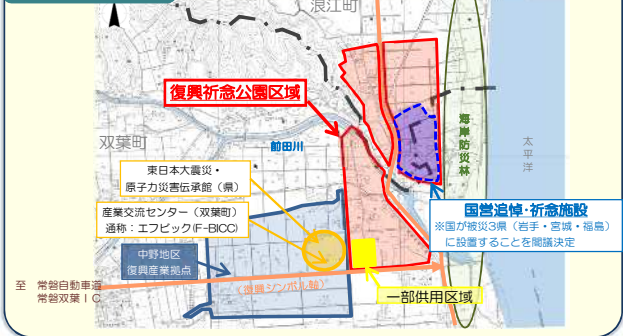 浪江町
復興祈念公園区域
双葉町
前田川
海岸防災林
太平洋
東日本大震災・
原子力災害伝承館（県）
産業交流センター（双葉町）
通称：エフビック(F-BICC)
国営追悼･祈念施設
※国が被災3県（岩手・宮城・福島）
に設置することを閣議決定
中野地区
復興産業拠点
至　常磐自動車道
常磐双葉ＩＣ
（復興シンボル軸）
一部供用区域